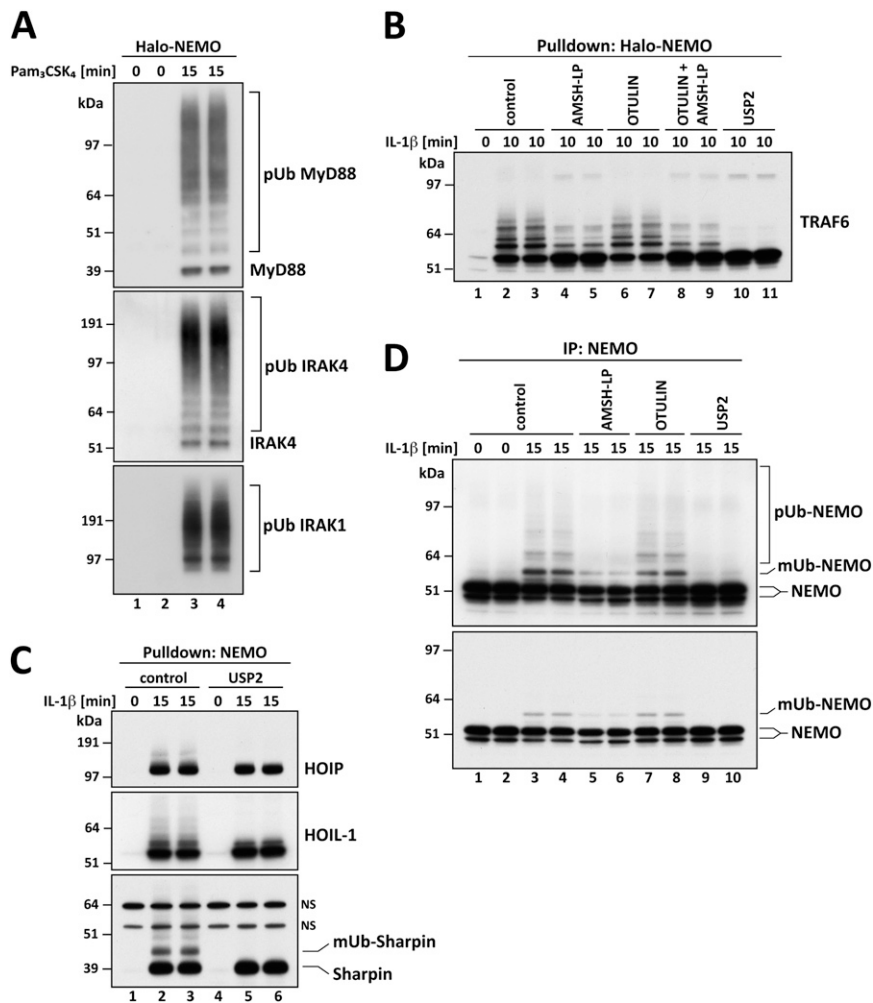 A
Halo-NEMO
Pam₃CSK₄ [min] 0 0 15 15
kDa
97
64
51
39
pUb MyD88
MyD88
191
97
64
51
pUb IRAK4
IRAK4
191
97
pUb IRAK1
1 2 3 4
B
Pulldown: Halo-NEMO
control AMSH-LP OTULIN OTULIN + AMSH-LP USP2
IL-1β [min] 0 10 10 10 10 10 10 10 10 10 10
kDa
97
64
51
TRAF6
1 2 3 4 5 6 7 8 9 10 11
C
Pulldown: NEMO
control USP2
IL-1β [min] 0 15 15 0 15 15
kDa
191
97
HOIP
64
51
HOIL-1
64 NS
NS
51
mUb-Sharpin
39
Sharpin
1 2 3 4 5 6
D
IP: NEMO
control AMSH-LP OTULIN USP2
IL-1β [min] 0 0 15 15 15 15 15 15 15 15
kDa
97
pUb-NEMO
64
mUb-NEMO
51
NEMO
97
64
mUb-NEMO
51
NEMO
1 2 3 4 5 6 7 8 9 10